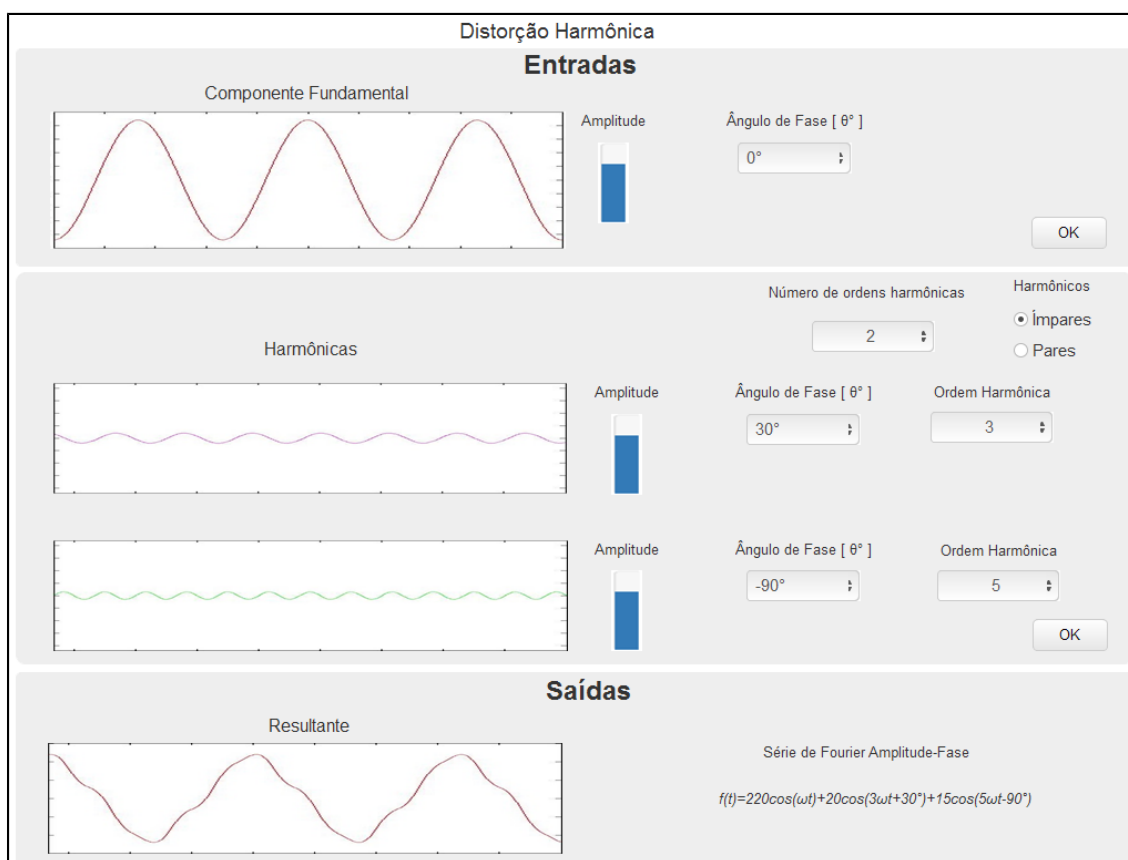 Distorção Harmônica
Entradas
Componente Fundamental
Amplitude
Ângulo de Fase [ θ° ]
0°
OK
Número de ordens harmônicas
Harmônicos
2
Ímpares
Pares
Harmônicas
Amplitude
Ângulo de Fase [ θ° ]
Ordem Harmônica
30°
3
Amplitude
Ângulo de Fase [ θ° ]
Ordem Harmônica
-90°
5
OK
Saídas
Resultante
Série de Fourier Amplitude-Fase
f(t)=220cos(ωt)+20cos(3ωt+30°)+15cos(5ωt-90°)